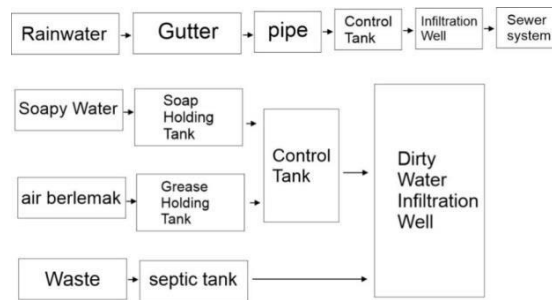 Rainwater
Gutter
pipe
Control
Tank
Infiltration
Well
Sewer
system
Soapy Water
Soap
Holding
Tank
air berlemak
Grease
Holding
Tank
Control
Tank
Dirty
Water
Infiltration
Well
Waste
septic tank